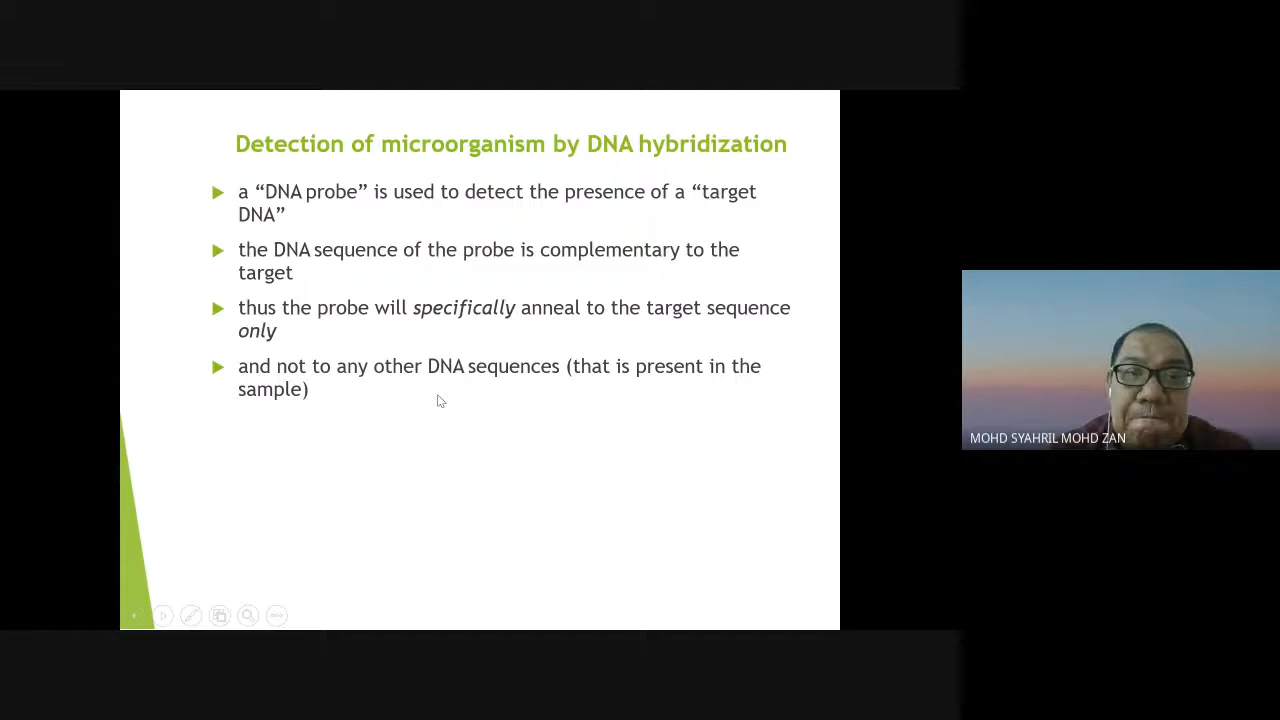 Detection of microorganism by DNA hybridization
a “DNA probe” is used to detect the presence of a “target
DNA”
the DNA sequence of the probe is complementary to the
target
thus the probe will specifically anneal to the target sequence
only
and not to any other DNA sequences (that is present in the
sample)
MOHD SYAHRIL MOHD ZAN